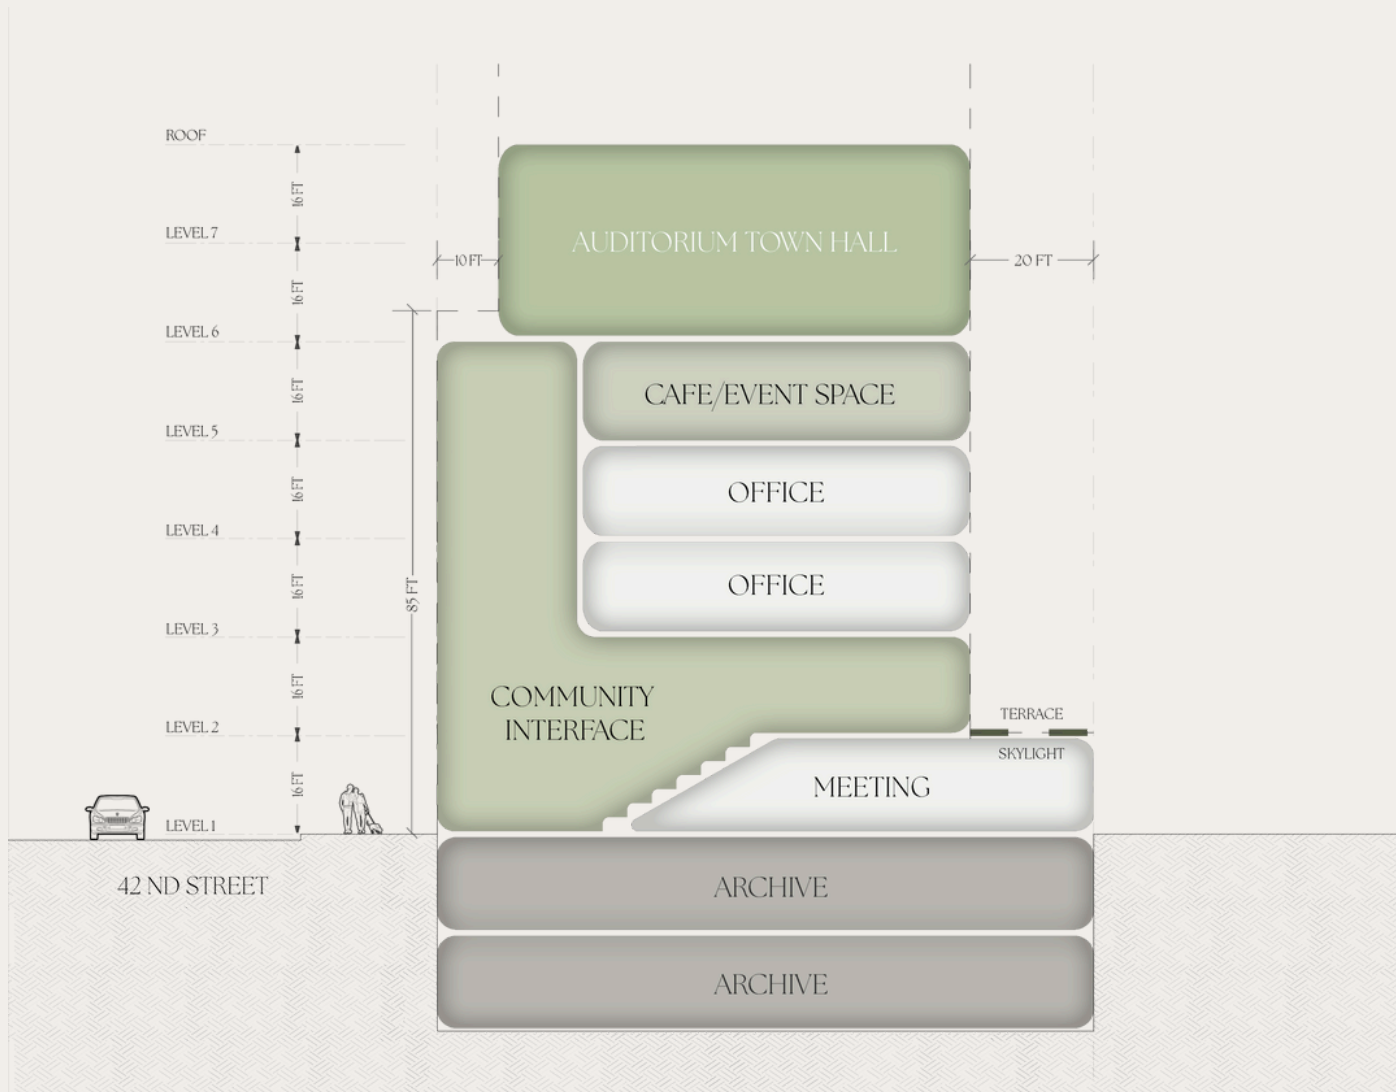 ROOF
16 FT
LEVEL 7
AUDITORIUM TOWN HALL
10 FT
20 FT
16 FT
LEVEL 6
16 FT
CAFE/EVENT SPACE
LEVEL 5
16 FT
OFFICE
LEVEL 4
16 FT
85 FT
OFFICE
LEVEL 3
16 FT
COMMUNITY
INTERFACE
TERRACE
LEVEL 2
SKYLIGHT
16 FT
MEETING
LEVEL 1
42 ND STREET
ARCHIVE
ARCHIVE